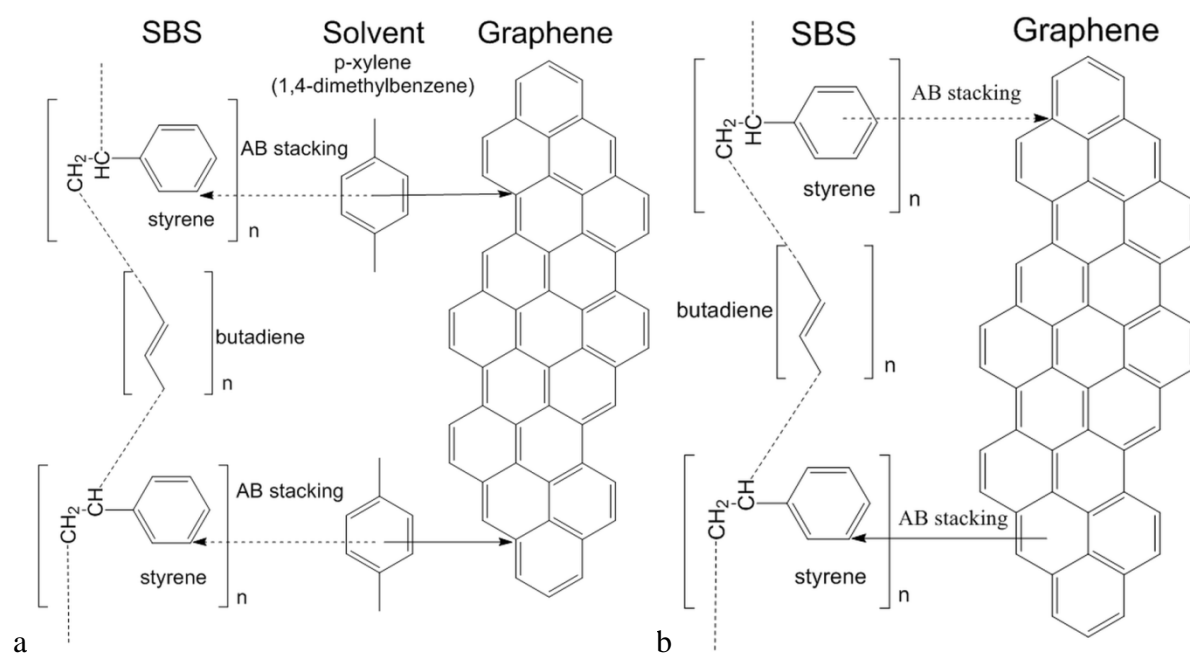 SBS
Solvent
Graphene
p-xylene
(1,4-dimethylbenzene)
CH2
HC
AB stacking
styrene
n
butadiene
n
CH2
CH
AB stacking
styrene
n
a
SBS
Graphene
CH2
HC
AB stacking
styrene
n
butadiene
n
CH2
CH
AB stacking
styrene
n
b